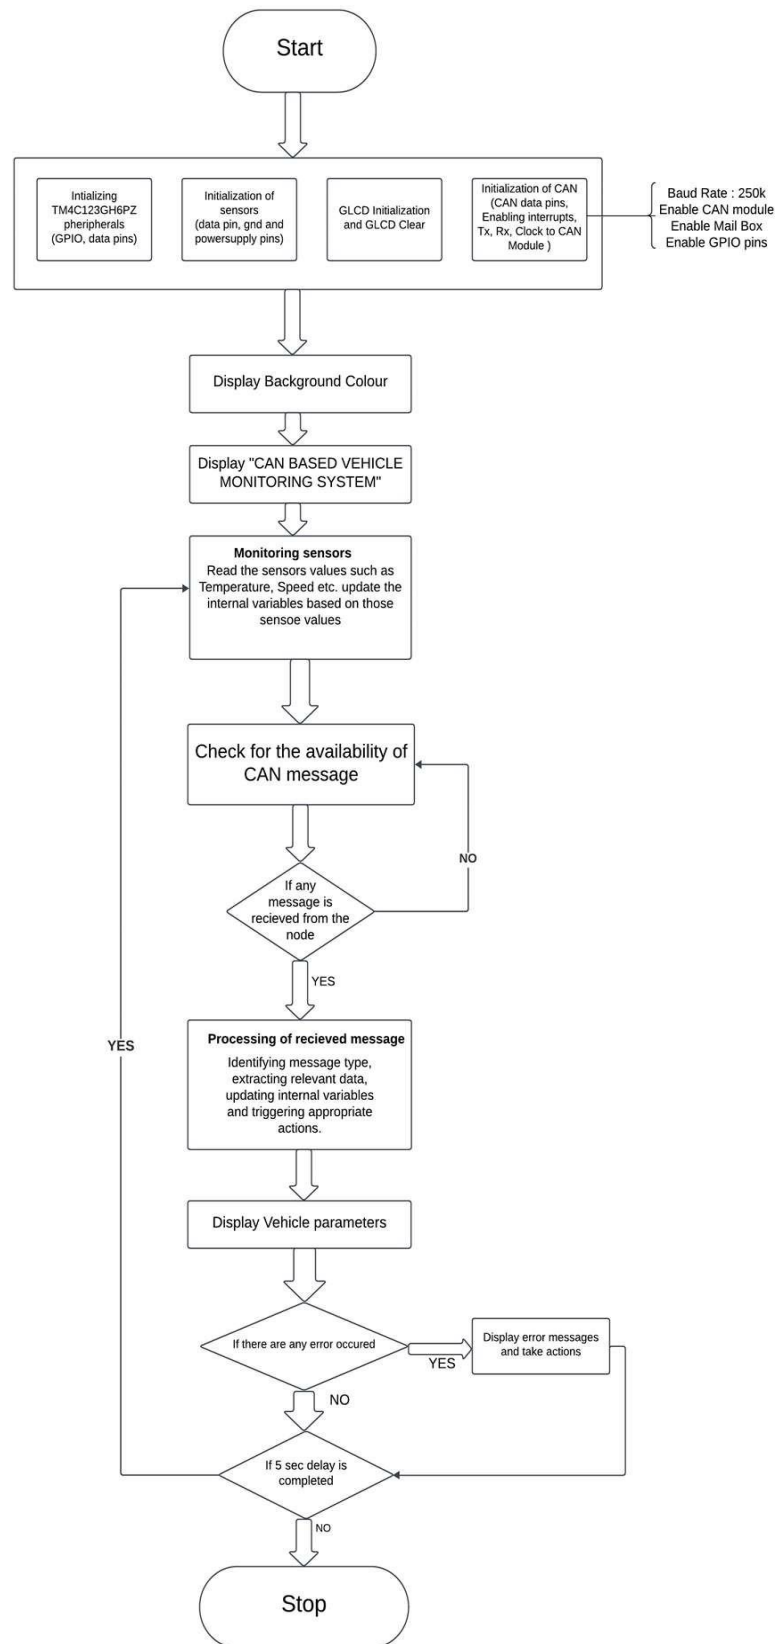 Start
Intializing
TM4C123GH6PZ
pheripherals
(GPIO, data pins)
Initialization of
sensors
(data pin, gnd and
powersupply pins)
GLCD Initialization
and GLCD Clear
Initialization of CAN
(CAN data pins,
Enabling interrupts,
Tx, Rx, Clock to CAN
Module )
Baud Rate : 250k
Enable CAN module
Enable Mail Box
Enable GPIO pins
Display Background Colour
Display "CAN BASED VEHICLE
MONITORING SYSTEM"
Monitoring sensors
Read the sensors values such as
Temperature, Speed etc. update the
internal variables based on those
sensoe values
Check for the availability of
CAN message
NO
If any
message is
recieved from the
node
YES
Processing of recieved message
Identifying message type,
extracting relevant data,
updating internal variables
and triggering appropriate
actions.
YES
Display Vehicle parameters
If there are any error occured
YES
Display error messages
and take actions
NO
If 5 sec delay is
completed
NO
Stop